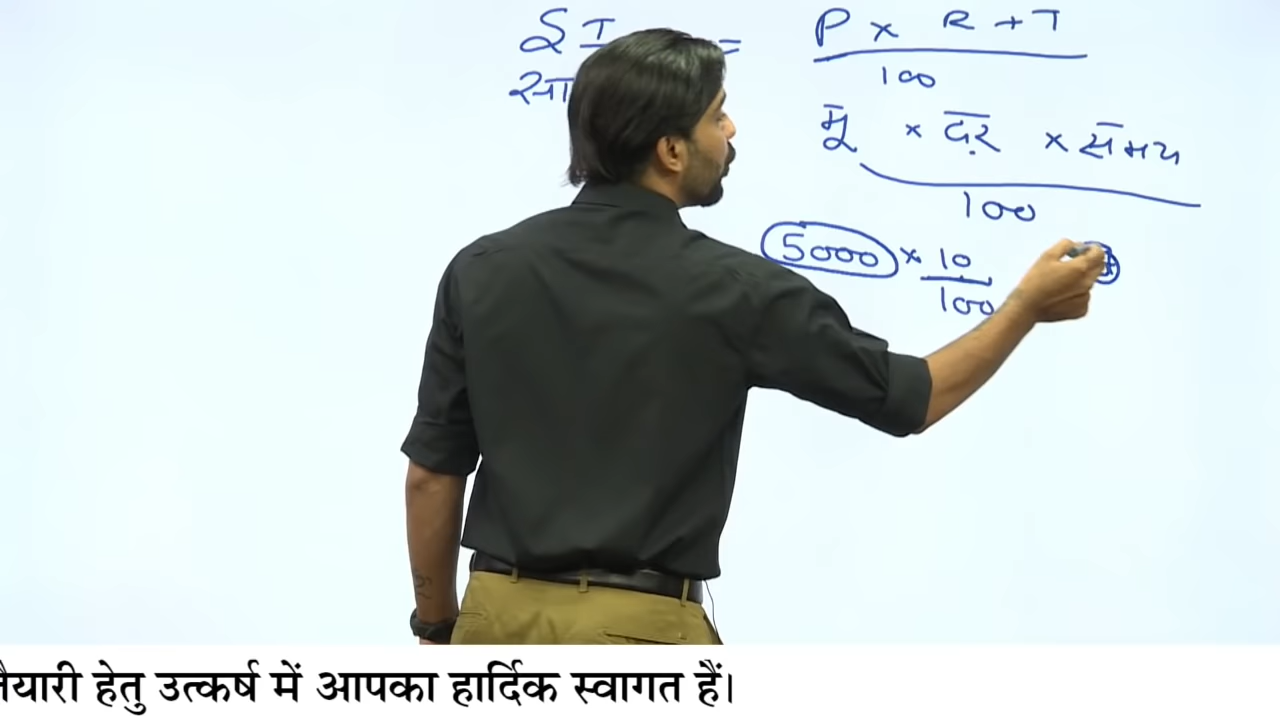 SI = P × R + T
100
सा
मू × दर × समय
100
5000 × 10
100
तैयारी हेतु उत्कर्ष में आपका हार्दिक स्वागत हैं।